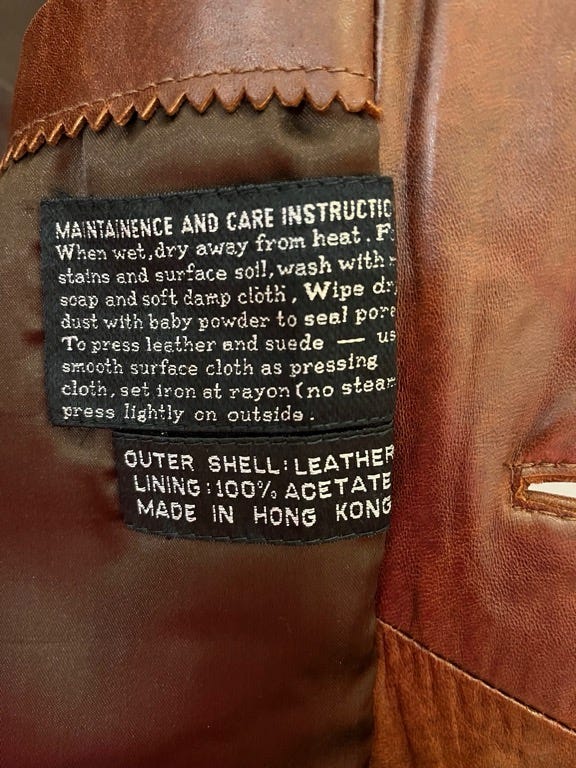 MAINTAINENCE AND CARE INSTRUCTIO
When wet, dry away from heat. F
stains and surface soil, wash with
soap and soft damp cloth, Wipe dr
dust with baby powder to seal pore
To press leather and suede — us
smooth surface cloth as pressing
cloth, set iron at rayon (no steam
press lightly on outside.
OUTER SHELL: LEATHER
LINING: 100% ACETATE
MADE IN HONG KONG